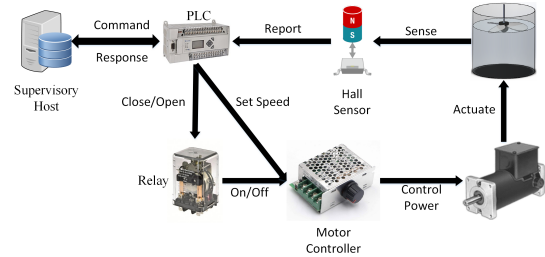 Command
PLC
Report
Sense
N
S
Response
Supervisory
Host
Hall
Sensor
Close/Open
Set Speed
Actuate
Relay
On/Off
Control
Power
Motor
Controller